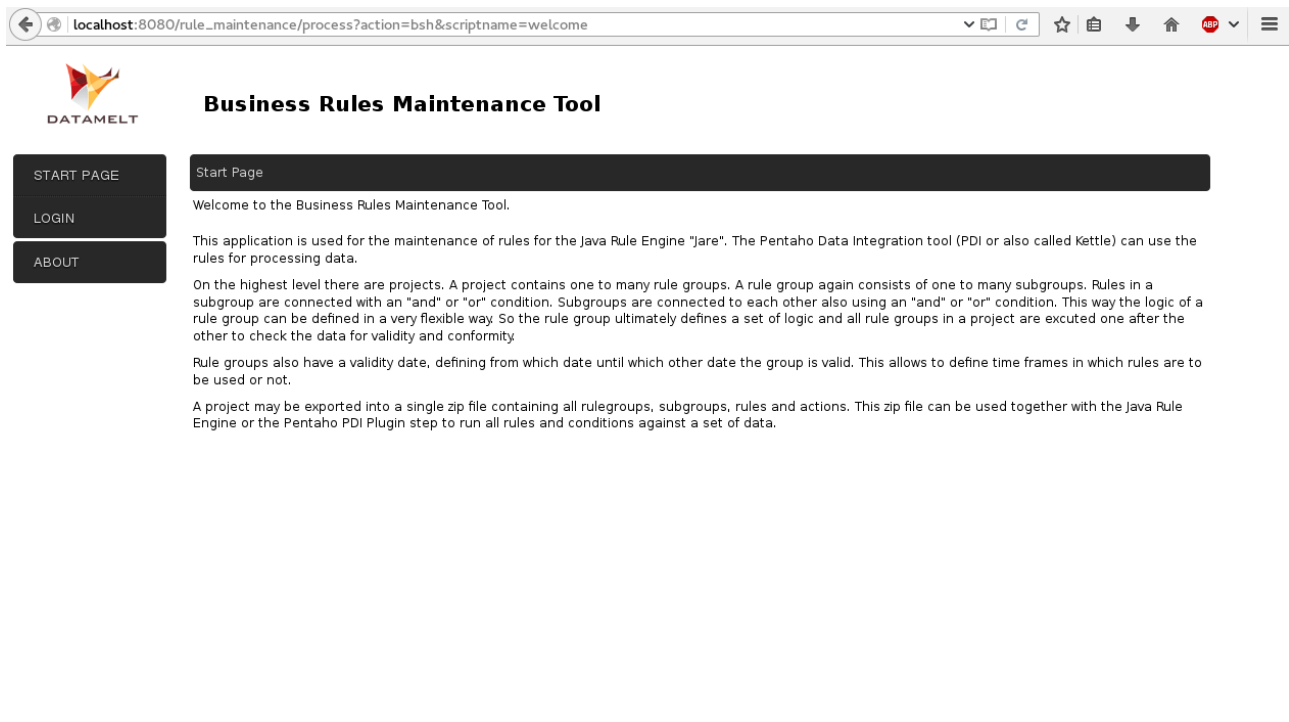 localhost:8080/rule_maintenance/process?action=bsh&scriptname=welcome
ABP
DATAMELT
Business Rules Maintenance Tool
START PAGE
LOGIN
ABOUT
Start Page
Welcome to the Business Rules Maintenance Tool.
This application is used for the maintenance of rules for the Java Rule Engine "Jare". The Pentaho Data Integration tool (PDI or also called Kettle) can use the
rules for processing data.
On the highest level there are projects. A project contains one to many rule groups. A rule group again consists of one to many subgroups. Rules in a
subgroup are connected with an "and" or "or" condition. Subgroups are connected to each other also using an "and" or "or" condition. This way the logic of a
rule group can be defined in a very flexible way. So the rule group ultimately defines a set of logic and all rule groups in a project are excuted one after the
other to check the data for validity and conformity.
Rule groups also have a validity date, defining from which date until which other date the group is valid. This allows to define time frames in which rules are to
be used or not.
A project may be exported into a single zip file containing all rulegroups, subgroups, rules and actions. This zip file can be used together with the Java Rule
Engine or the Pentaho PDI Plugin step to run all rules and conditions against a set of data.